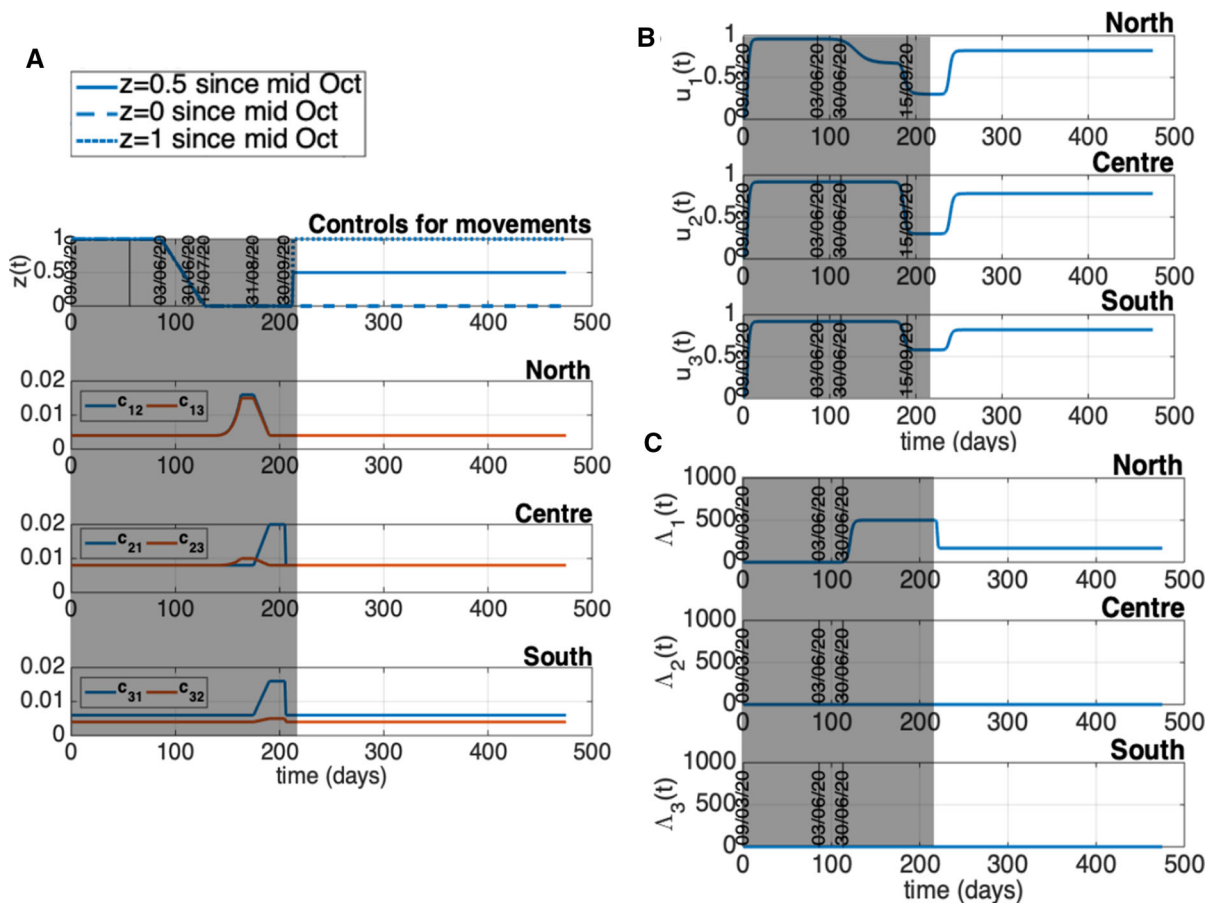 A
z=0.5 since mid Oct
z=0 since mid Oct
z=1 since mid Oct
Controls for movements
z(t)
1
0.5
0
09/03/20
03/06/20
30/06/20
15/07/20
31/08/20
30/09/20
0 100 200 300 400 500
North
0.02
0.01
0
c12 c13
0 100 200 300 400 500
Centre
0.02
0.01
0
c21 c23
0 100 200 300 400 500
South
0.02
0.01
0
c31 c32
0 100 200 300 400 500
time (days)
B
North
u1(t)
1
0.5
0
09/03/20
03/06/20
30/06/20
15/09/20
0 100 200 300 400 500
Centre
u2(t)
1
0.5
0
09/03/20
03/06/20
30/06/20
15/09/20
0 100 200 300 400 500
South
u3(t)
1
0.5
0
09/03/20
03/06/20
30/06/20
15/09/20
0 100 200 300 400 500
time (days)
C
North
Λ1(t)
1000
500
0
09/03/20
03/06/20
30/06/20
0 100 200 300 400 500
Centre
Λ2(t)
1000
500
0
09/03/20
03/06/20
30/06/20
0 100 200 300 400 500
South
Λ3(t)
1000
500
0
09/03/20
03/06/20
30/06/20
0 100 200 300 400 500
time (days)